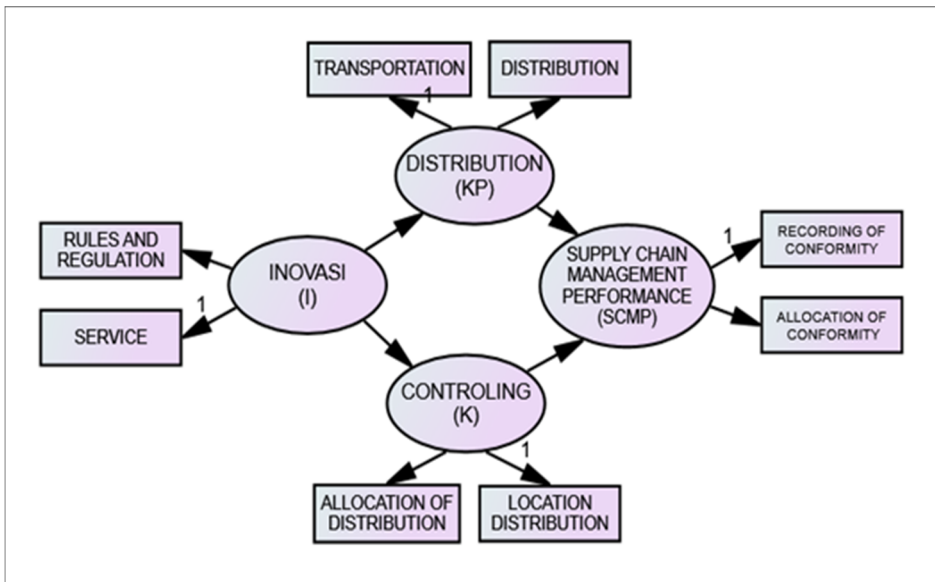 TRANSPORTATION
DISTRIBUTION
1
DISTRIBUTION
(KP)
RULES AND
REGULATION
INOVASI
(I)
1
SERVICE
SUPPLY CHAIN
MANAGEMENT
PERFORMANCE
(SCMP)
1
RECORDING OF
CONFORMITY
ALLOCATION OF
CONFORMITY
CONTROLING
(K)
1
ALLOCATION OF
DISTRIBUTION
LOCATION
DISTRIBUTION